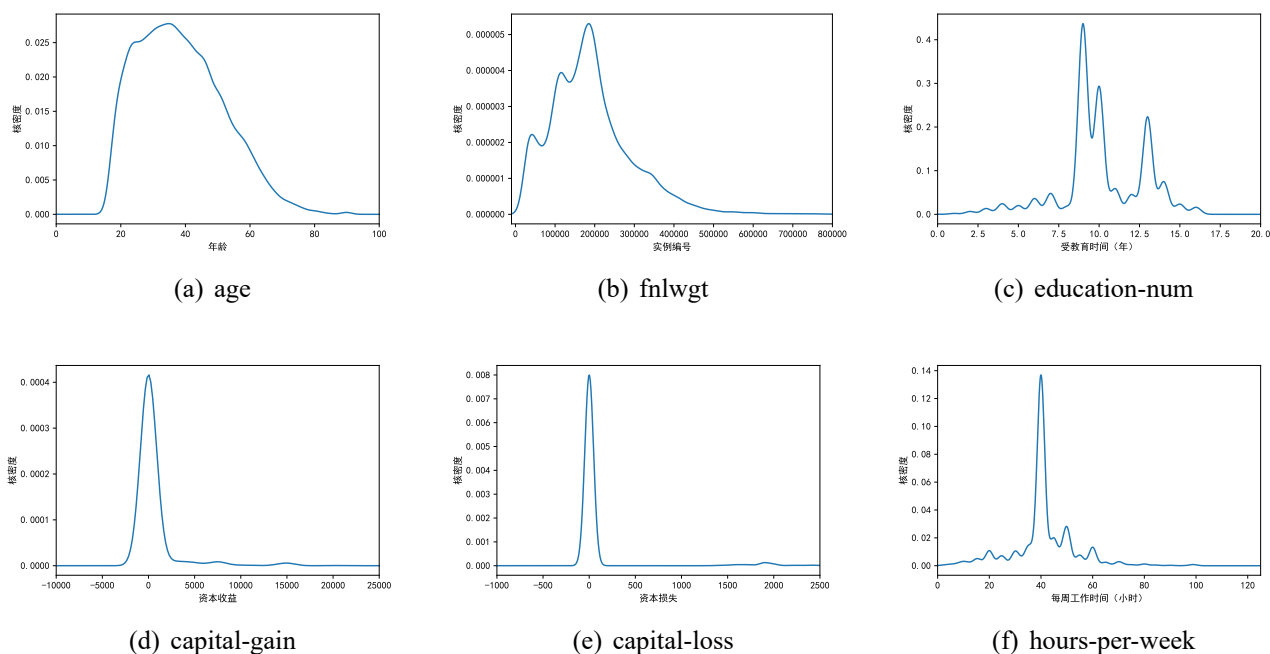 核密度
0.025
0.020
0.015
0.010
0.005
0.000
0 20 40 60 80 100
年龄
(a) age
核密度
0.000005
0.000004
0.000003
0.000002
0.000001
0.000000
0 100000 200000 300000 400000 500000 600000 700000 800000
实例编号
(b) fnlwgt
核密度
0.4
0.3
0.2
0.1
0.0
0.0 2.5 5.0 7.5 10.0 12.5 15.0 17.5 20.0
受教育时间（年）
(c) education-num
核密度
0.0004
0.0003
0.0002
0.0001
0.0000
−10000 −5000 0 5000 10000 15000 20000 25000
资本收益
(d) capital-gain
核密度
0.008
0.007
0.006
0.005
0.004
0.003
0.002
0.001
0.000
−1000 −500 0 500 1000 1500 2000 2500
资本损失
(e) capital-loss
核密度
0.14
0.12
0.10
0.08
0.06
0.04
0.02
0.00
0 20 40 60 80 100 120
每周工作时间（小时）
(f) hours-per-week